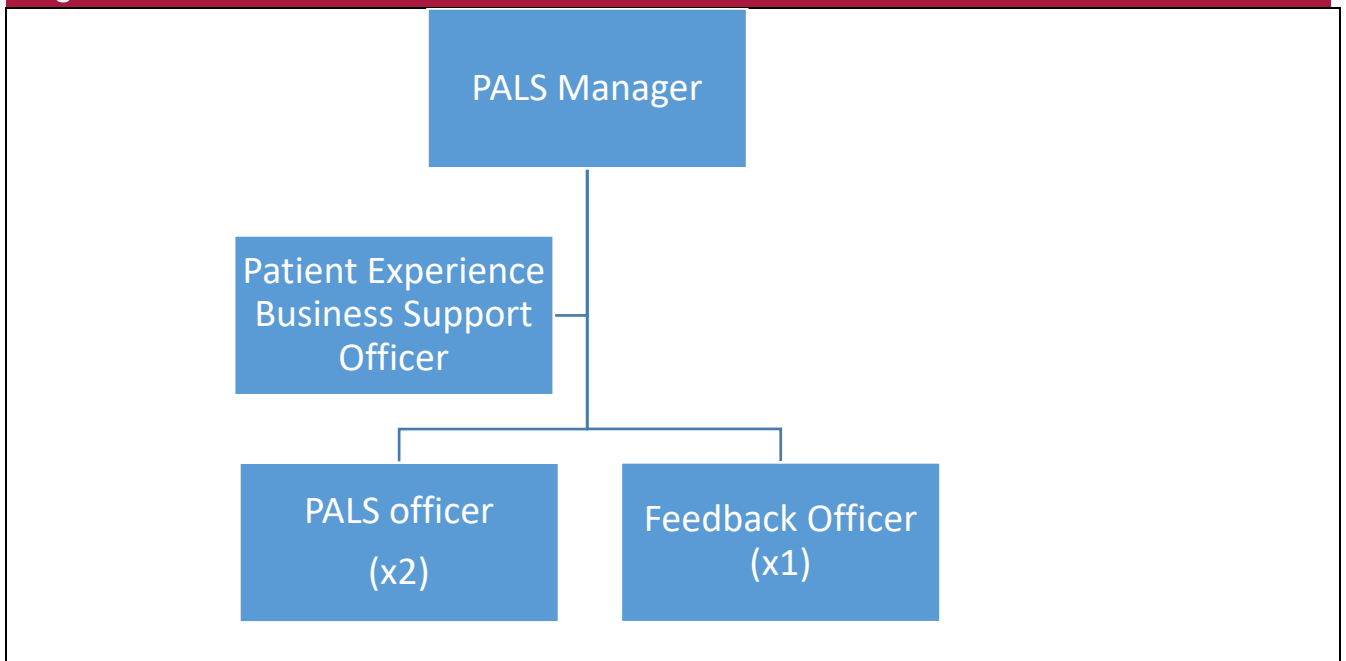 PALS Manager
Patient Experience
Business Support
Officer
PALS officer
(x2)
Feedback Officer
(x1)